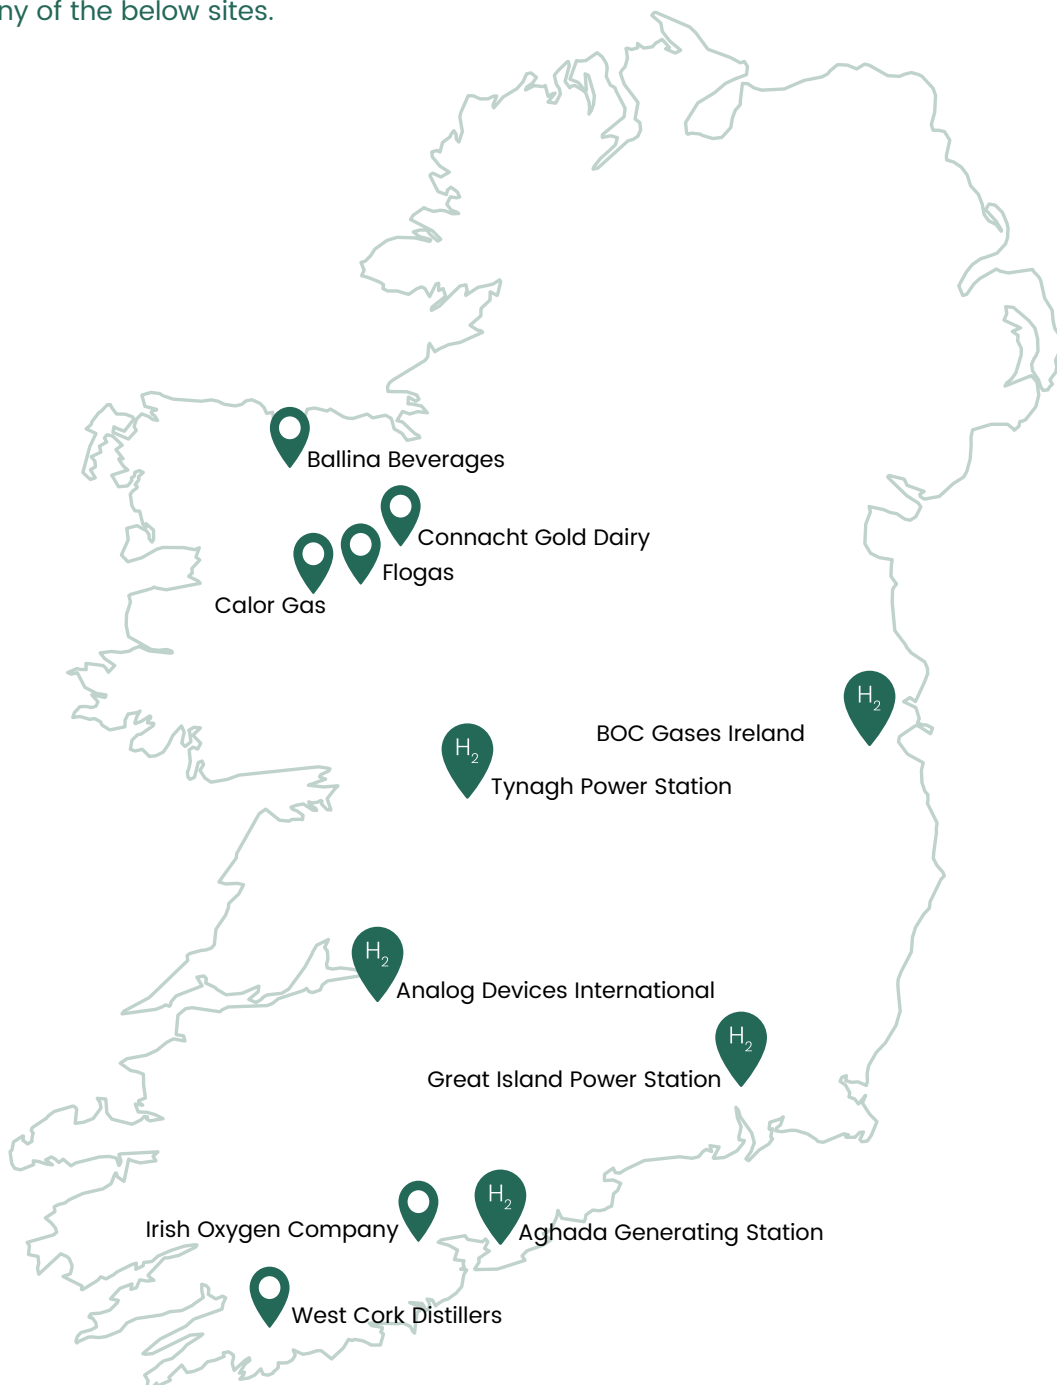 ny of the below sites.
Ballina Beverages
Connacht Gold Dairy
Flogas
Calor Gas
H₂
BOC Gases Ireland
H₂
Tynagh Power Station
H₂
Analog Devices International
H₂
Great Island Power Station
Irish Oxygen Company
H₂
Aghada Generating Station
West Cork Distillers